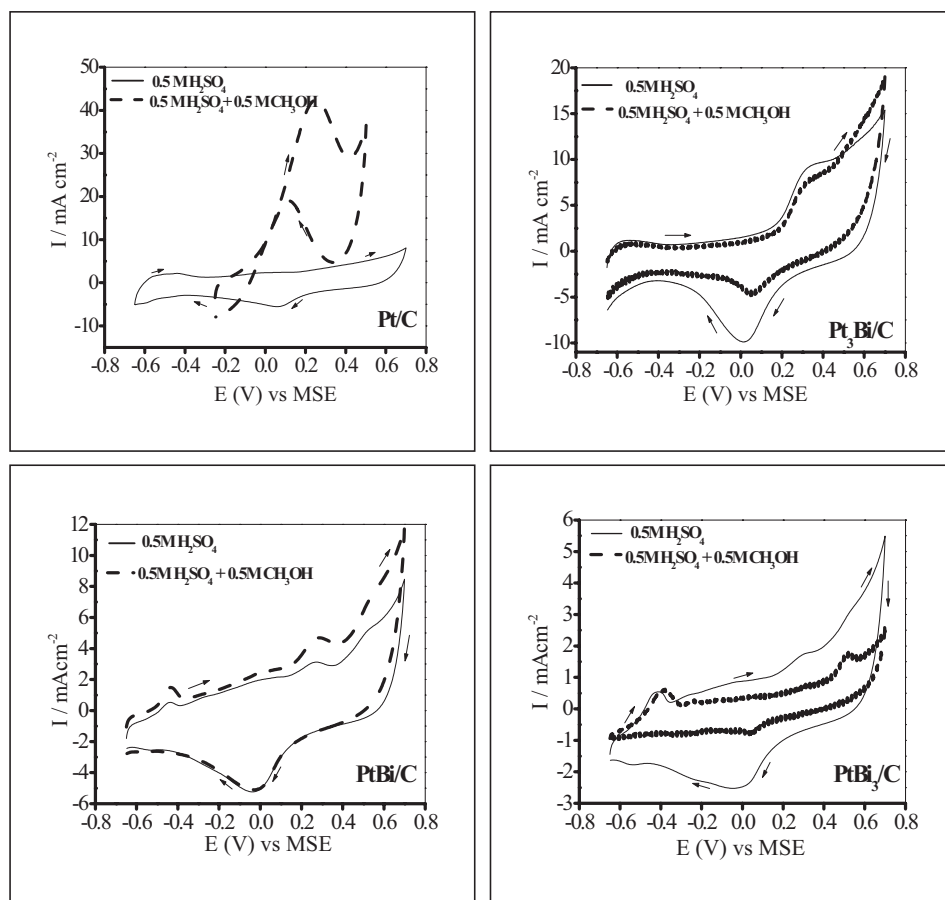 50
40
30
20
10
0
-10
I / mA cm⁻²
0.5 MH₂SO₄
0.5 MH₂SO₄+0.5 MCH₃OH
Pt/C
-0.8 -0.6 -0.4 -0.2 0.0 0.2 0.4 0.6 0.8
E (V) vs MSE
20
15
10
5
0
-5
-10
I / mA cm⁻²
0.5MH₂SO₄
0.5MH₂SO₄ + 0.5 MCH₃OH
Pt₃Bi/C
-0.8 -0.6 -0.4 -0.2 0.0 0.2 0.4 0.6 0.8
E (V) vs MSE
12
10
8
6
4
2
0
-2
-4
-6
I / mAcm⁻²
0.5MH₂SO₄
0.5MH₂SO₄ + 0.5MCH₃OH
PtBi/C
-0.8 -0.6 -0.4 -0.2 0.0 0.2 0.4 0.6 0.8
E (V) vs MSE
6
5
4
3
2
1
0
-1
-2
-3
I / mAcm⁻²
0.5MH₂SO₄
0.5MH₂SO₄ + 0.5MCH₃OH
PtBi₃/C
-0.8 -0.6 -0.4 -0.2 0.0 0.2 0.4 0.6 0.8
E (V) vs MSE